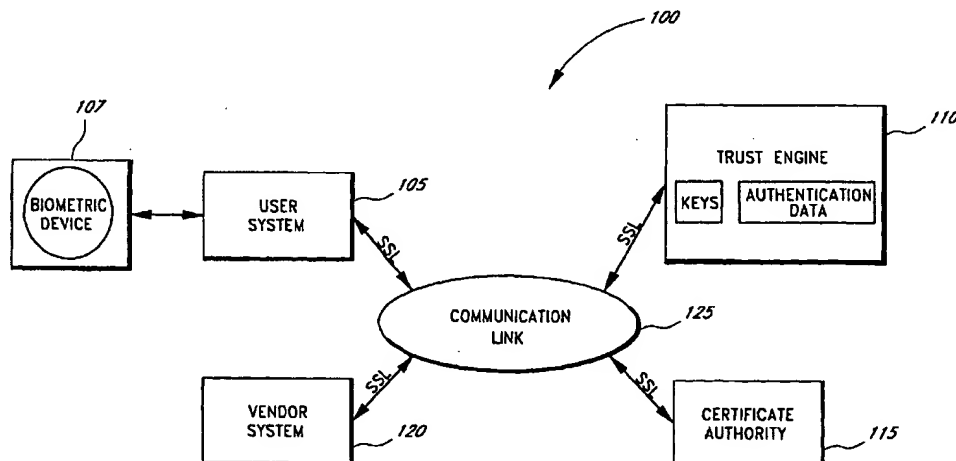 100
107
110
BIOMETRIC
DEVICE
USER
SYSTEM
105
TRUST ENGINE
KEYS
AUTHENTICATION
DATA
SSL
SSL
COMMUNICATION
LINK
125
SSL
SSL
VENDOR
SYSTEM
120
CERTIFICATE
AUTHORITY
115